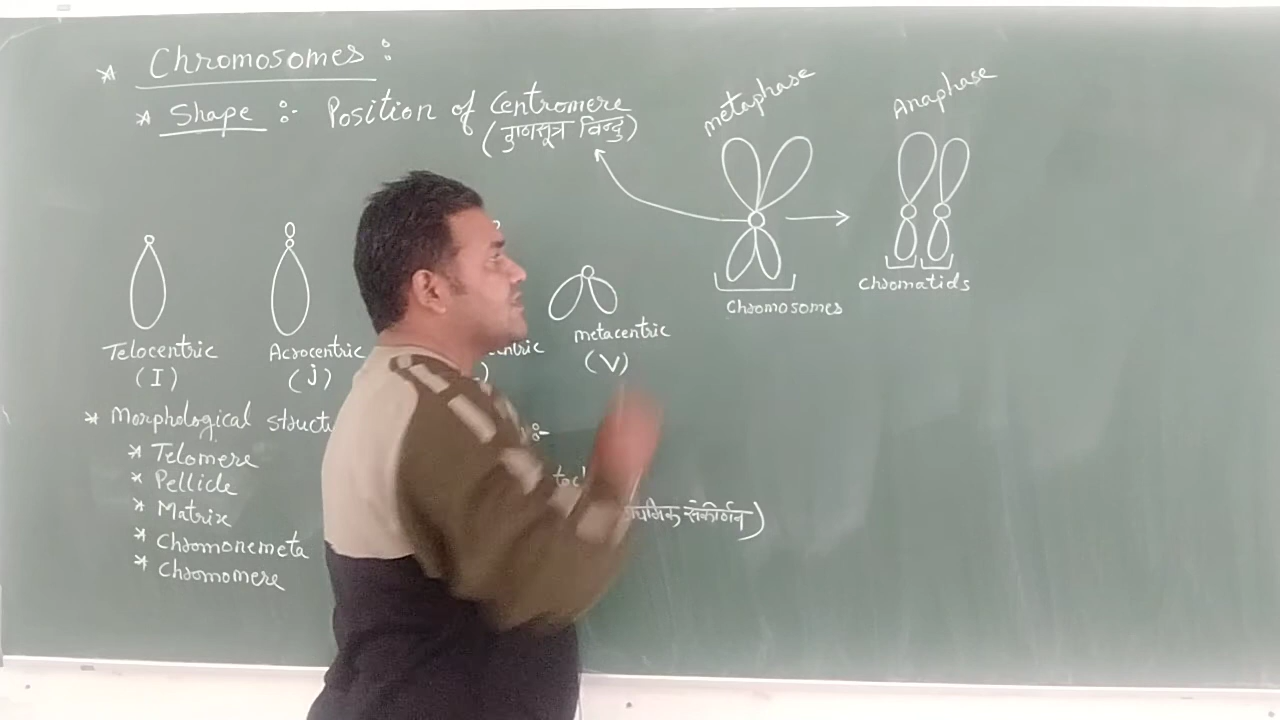 * Chromosomes :
* Shape :- Position of Centromere
(गुणसूत्र बिन्दु)
metaphase
Anaphase
Chromosomes
Chromatids
Telocentric
(I)
Acrocentric
(J)
metacentric
(V)
* Morphological
* Telomere
* Pellicle
* Matrix
* Chromonemeta
* Chromomere
संकीर्णन)